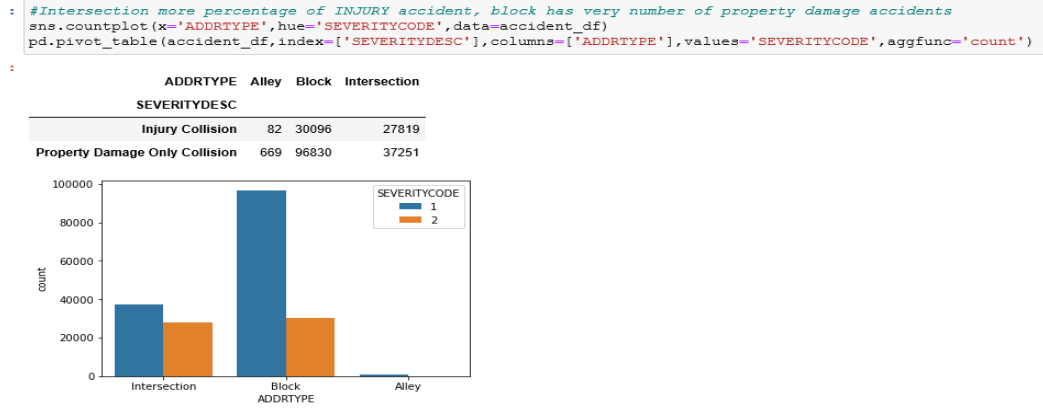 #Intersection more percentage of INJURY accident, block has very number of property damage accidents
sns.countplot(x='ADDRTYPE',hue='SEVERITYCODE',data=accident_df)
pd.pivot_table(accident_df,index=['SEVERITYDESC'],columns=['ADDRTYPE'],values='SEVERITYCODE',aggfunc='count')
ADDRTYPE Alley Block Intersection
SEVERITYDESC
Injury Collision 82 30096 27819
Property Damage Only Collision 669 96830 37251
100000
80000
60000
40000
20000
0
count
SEVERITYCODE
1
2
Intersection Block Alley
ADDRTYPE